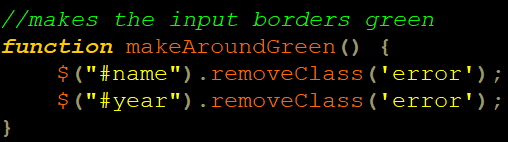 //makes the input borders green
function makeAroundGreen() {
    $("#name").removeClass('error');
    $("#year").removeClass('error');
}